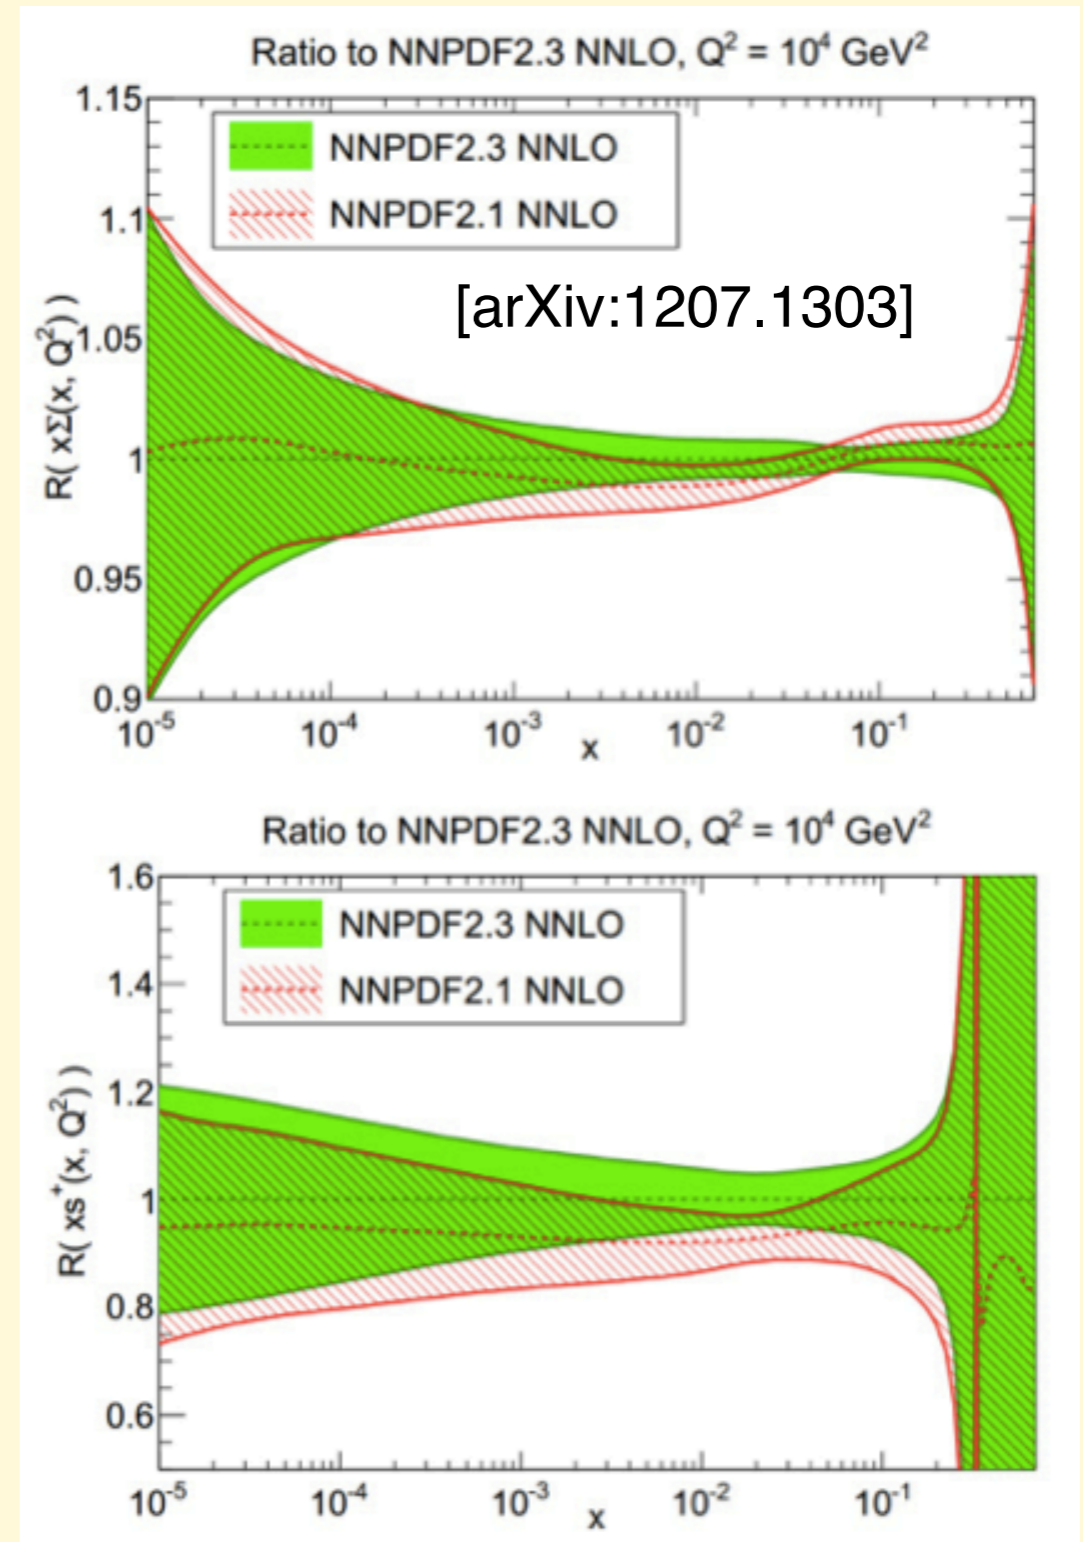 Ratio to NNPDF2.3 NNLO, Q² = 10⁴ GeV²
1.15
NNPDF2.3 NNLO
NNPDF2.1 NNLO
1.1
[arXiv:1207.1303]
1.05
R( xΣ(x, Q²) )
1
0.95
0.9
10⁻⁵ 10⁻⁴ 10⁻³ 10⁻² 10⁻¹
x
Ratio to NNPDF2.3 NNLO, Q² = 10⁴ GeV²
1.6
NNPDF2.3 NNLO
NNPDF2.1 NNLO
1.4
1.2
R( xs⁺(x, Q²) )
1
0.8
0.6
10⁻⁵ 10⁻⁴ 10⁻³ 10⁻² 10⁻¹
x